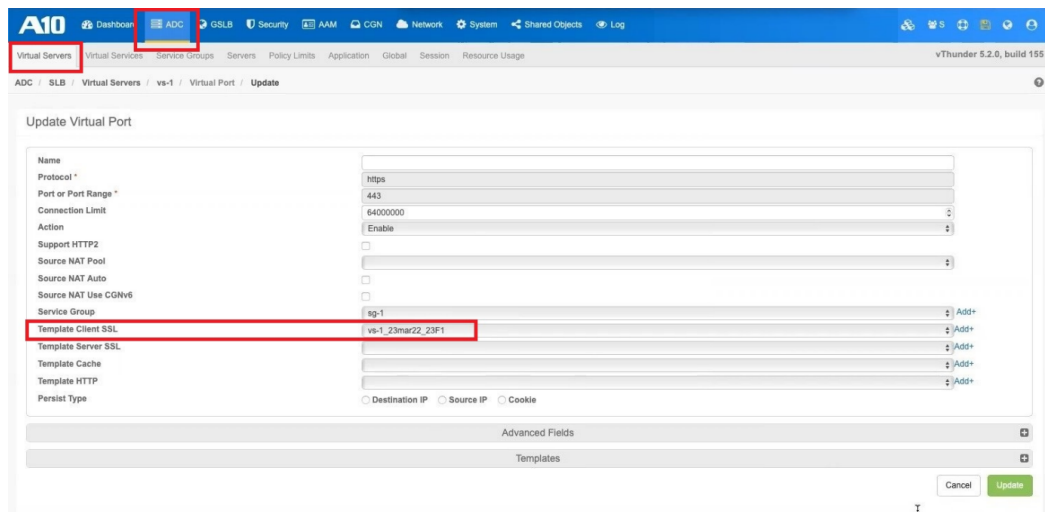 A10 Dashboard ADC GSLB Security AAM CGN Network System Shared Objects Log 5
Virtual Servers Virtual Services Service Groups Servers Policy Limits Application Global Session Resource Usage vThunder 5.2.0, build 155
ADC / SLB / Virtual Servers / vs-1 / Virtual Port / Update
Update Virtual Port
Name
Protocol * https
Port or Port Range * 443
Connection Limit 64000000
Action Enable
Support HTTP2
Source NAT Pool
Source NAT Auto
Source NAT Use CGNv6
Service Group sg-1 Add+
Template Client SSL vs-1_23mar22_23F1 Add+
Template Server SSL Add+
Template Cache Add+
Template HTTP Add+
Persist Type Destination IP Source IP Cookie
Advanced Fields
Templates
Cancel Update